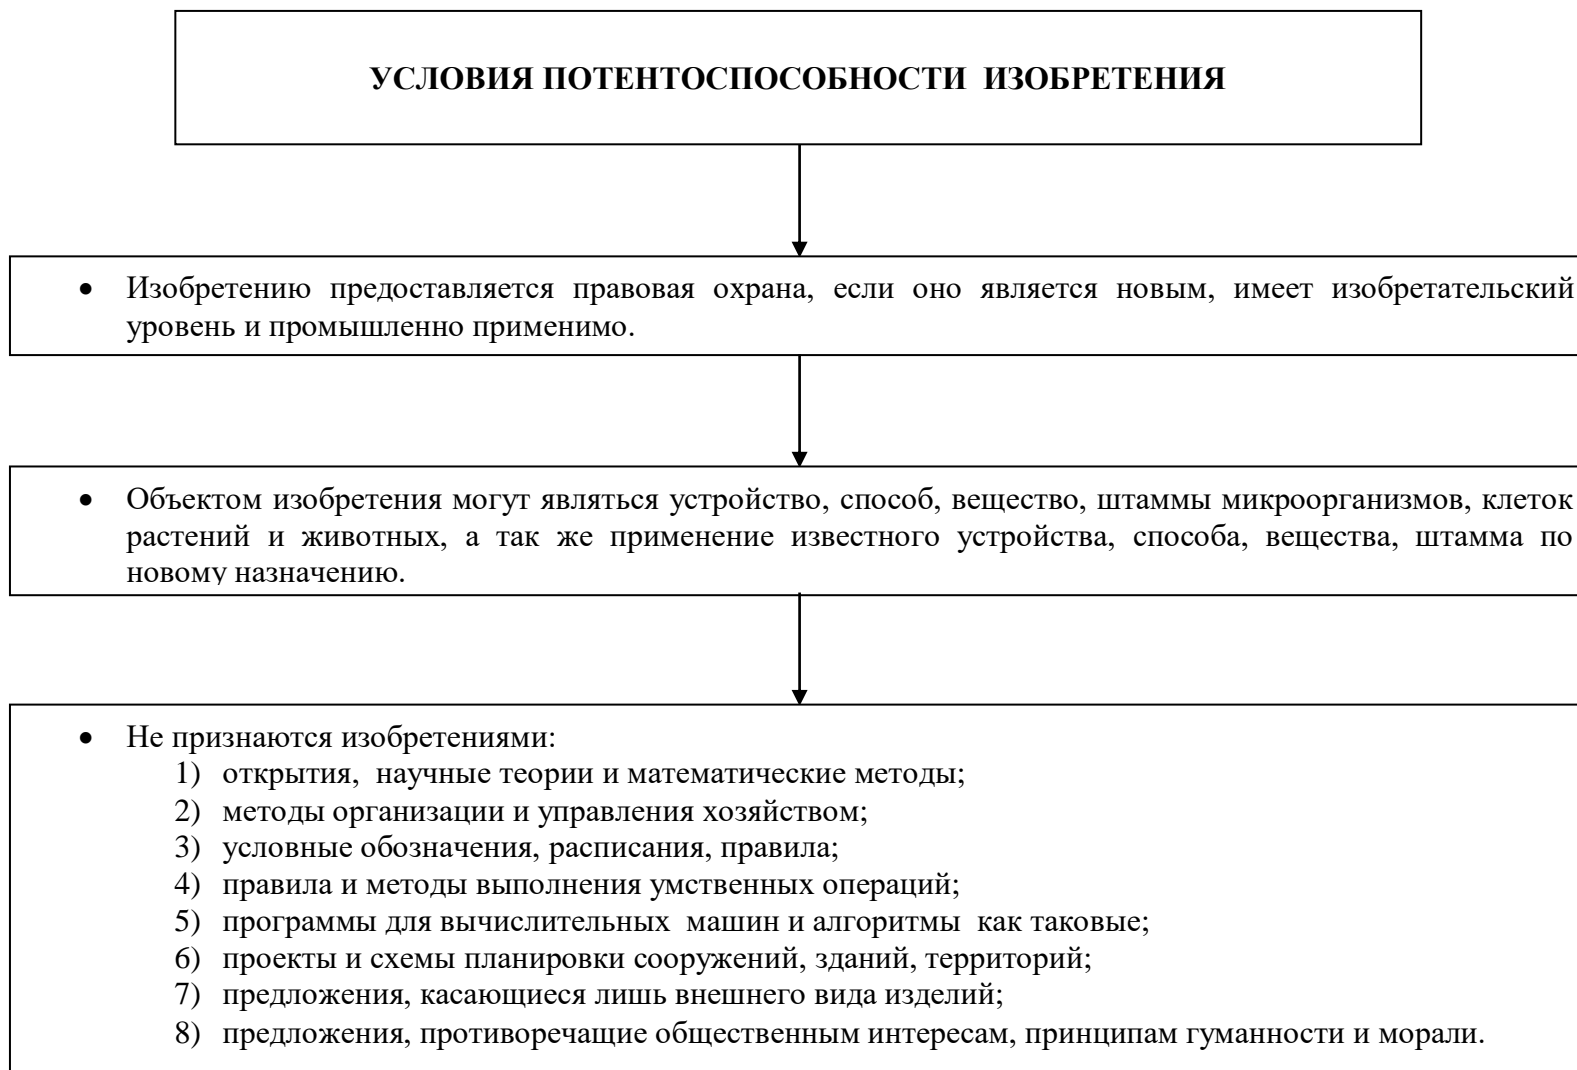 УСЛОВИЯ ПОТЕНТОСПОСОБНОСТИ ИЗОБРЕТЕНИЯ
• Изобретению предоставляется правовая охрана, если оно является новым, имеет изобретательский
уровень и промышленно применимо.
• Объектом изобретения могут являться устройство, способ, вещество, штаммы микроорганизмов, клеток
растений и животных, а так же применение известного устройства, способа, вещества, штамма по
новому назначению.
• Не признаются изобретениями:
1) открытия, научные теории и математические методы;
2) методы организации и управления хозяйством;
3) условные обозначения, расписания, правила;
4) правила и методы выполнения умственных операций;
5) программы для вычислительных машин и алгоритмы как таковые;
6) проекты и схемы планировки сооружений, зданий, территорий;
7) предложения, касающиеся лишь внешнего вида изделий;
8) предложения, противоречащие общественным интересам, принципам гуманности и морали.